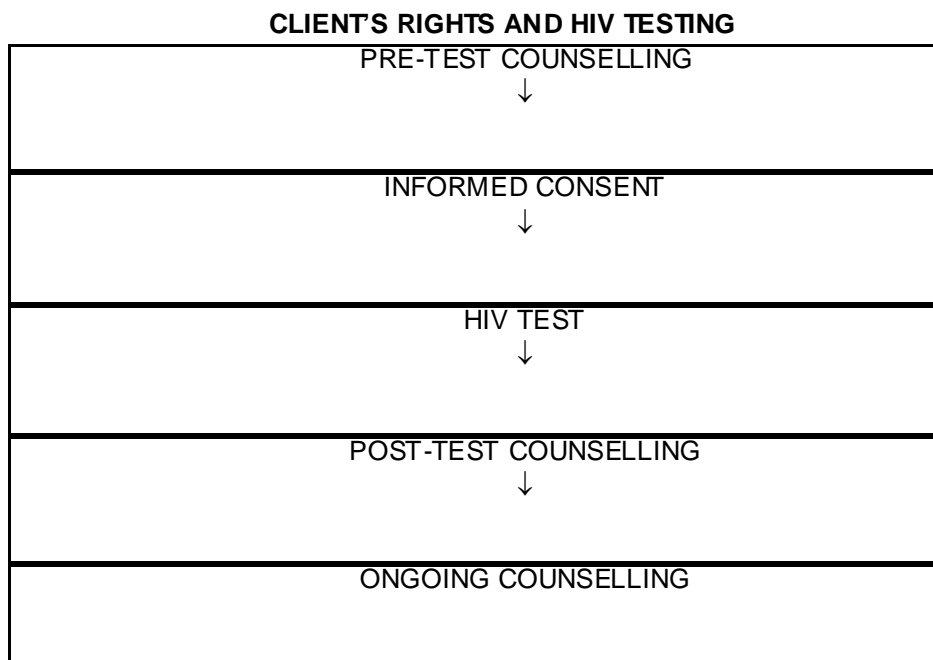 CLIENT'S RIGHTS AND HIV TESTING
PRE-TEST COUNSELLING
↓
INFORMED CONSENT
↓
HIV TEST
↓
POST-TEST COUNSELLING
↓
ONGOING COUNSELLING